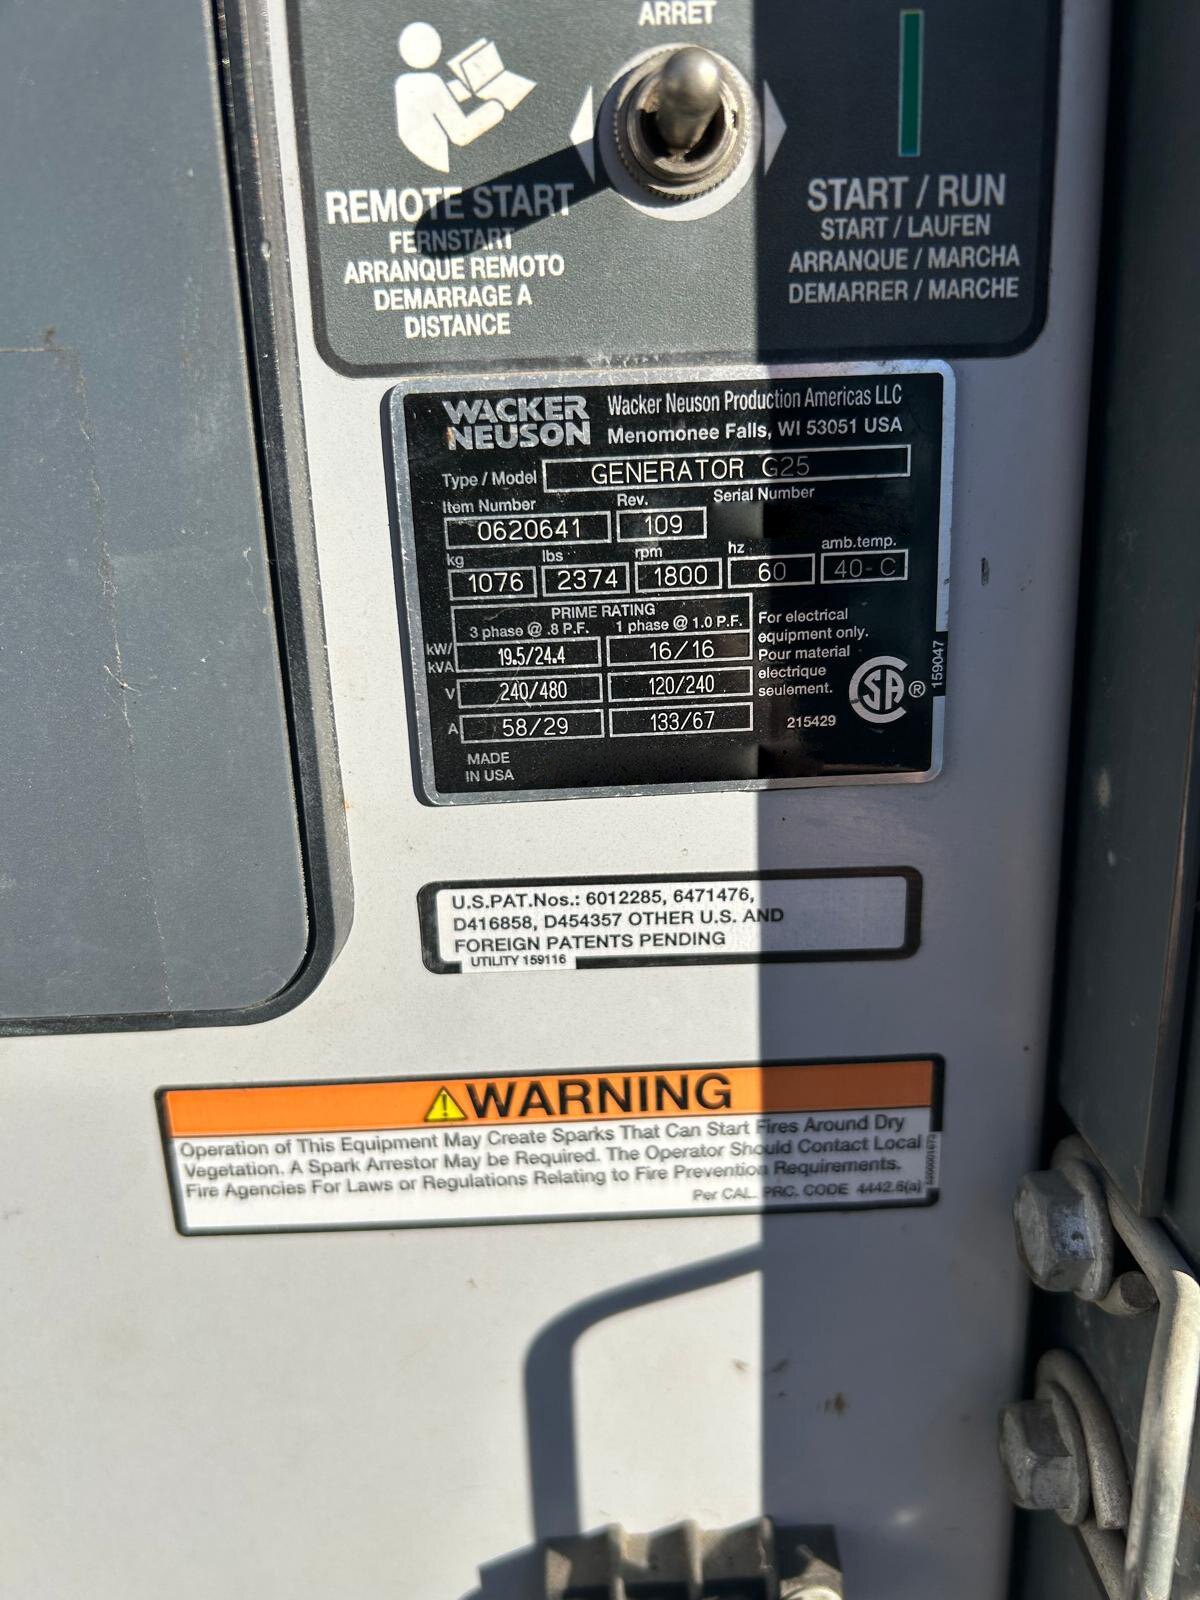 ARRET
REMOTE START
FERNSTART
ARRANQUE REMOTO
DEMARRAGE A
DISTANCE
START / RUN
START / LAUFEN
ARRANQUE / MARCHA
DEMARRER / MARCHE
WACKER
NEUSON
Wacker Neuson Production Americas LLC
Menomonee Falls, WI 53051 USA
Type / Model GENERATOR G25
Item Number Rev. Serial Number
0620641 109
kg lbs rpm hz amb.temp.
1076 2374 1800 60 40-C
PRIME RATING
3 phase @ .8 P.F. 1 phase @ 1.0 P.F.
kW/
kVA 19.5/24.4 16/16
V 240/480 120/240
A 58/29 133/67
For electrical
equipment only.
Pour material
electrique
seulement.
CSA ®
215429
159047
MADE
IN USA
U.S.PAT.Nos.: 6012285, 6471476,
D416858, D454357 OTHER U.S. AND
FOREIGN PATENTS PENDING
UTILITY 159116
WARNING
Operation of This Equipment May Create Sparks That Can Start Fires Around Dry
Vegetation. A Spark Arrestor May be Required. The Operator Should Contact Local
Fire Agencies For Laws or Regulations Relating to Fire Prevention Requirements.
Per CAL. PRC. CODE 4442.6(a)